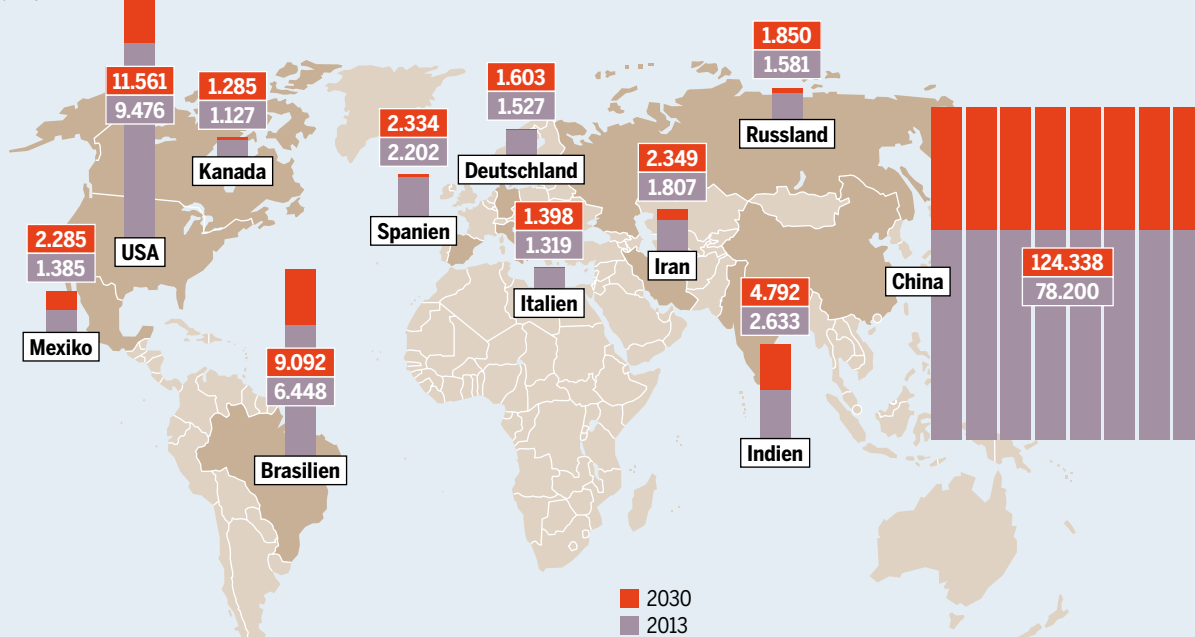 11.561
9.476
USA
1.285
1.127
Kanada
2.285
1.385
Mexiko
9.092
6.448
Brasilien
2.334
2.202
Spanien
1.603
1.527
Deutschland
1.398
1.319
Italien
2.349
1.807
Iran
1.850
1.581
Russland
4.792
2.633
Indien
China
124.338
78.200
2030
2013